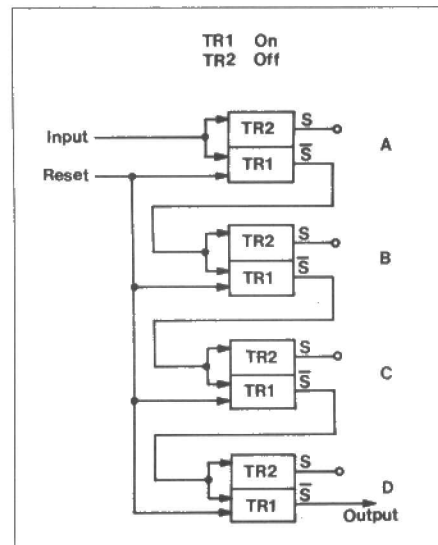 TR1 On
TR2 Off
Input
TR2
S
A
TR1
S̅
Reset
TR2
S
B
TR1
S̅
TR2
S
C
TR1
S̅
TR2
S
D
TR1
S̅
Output